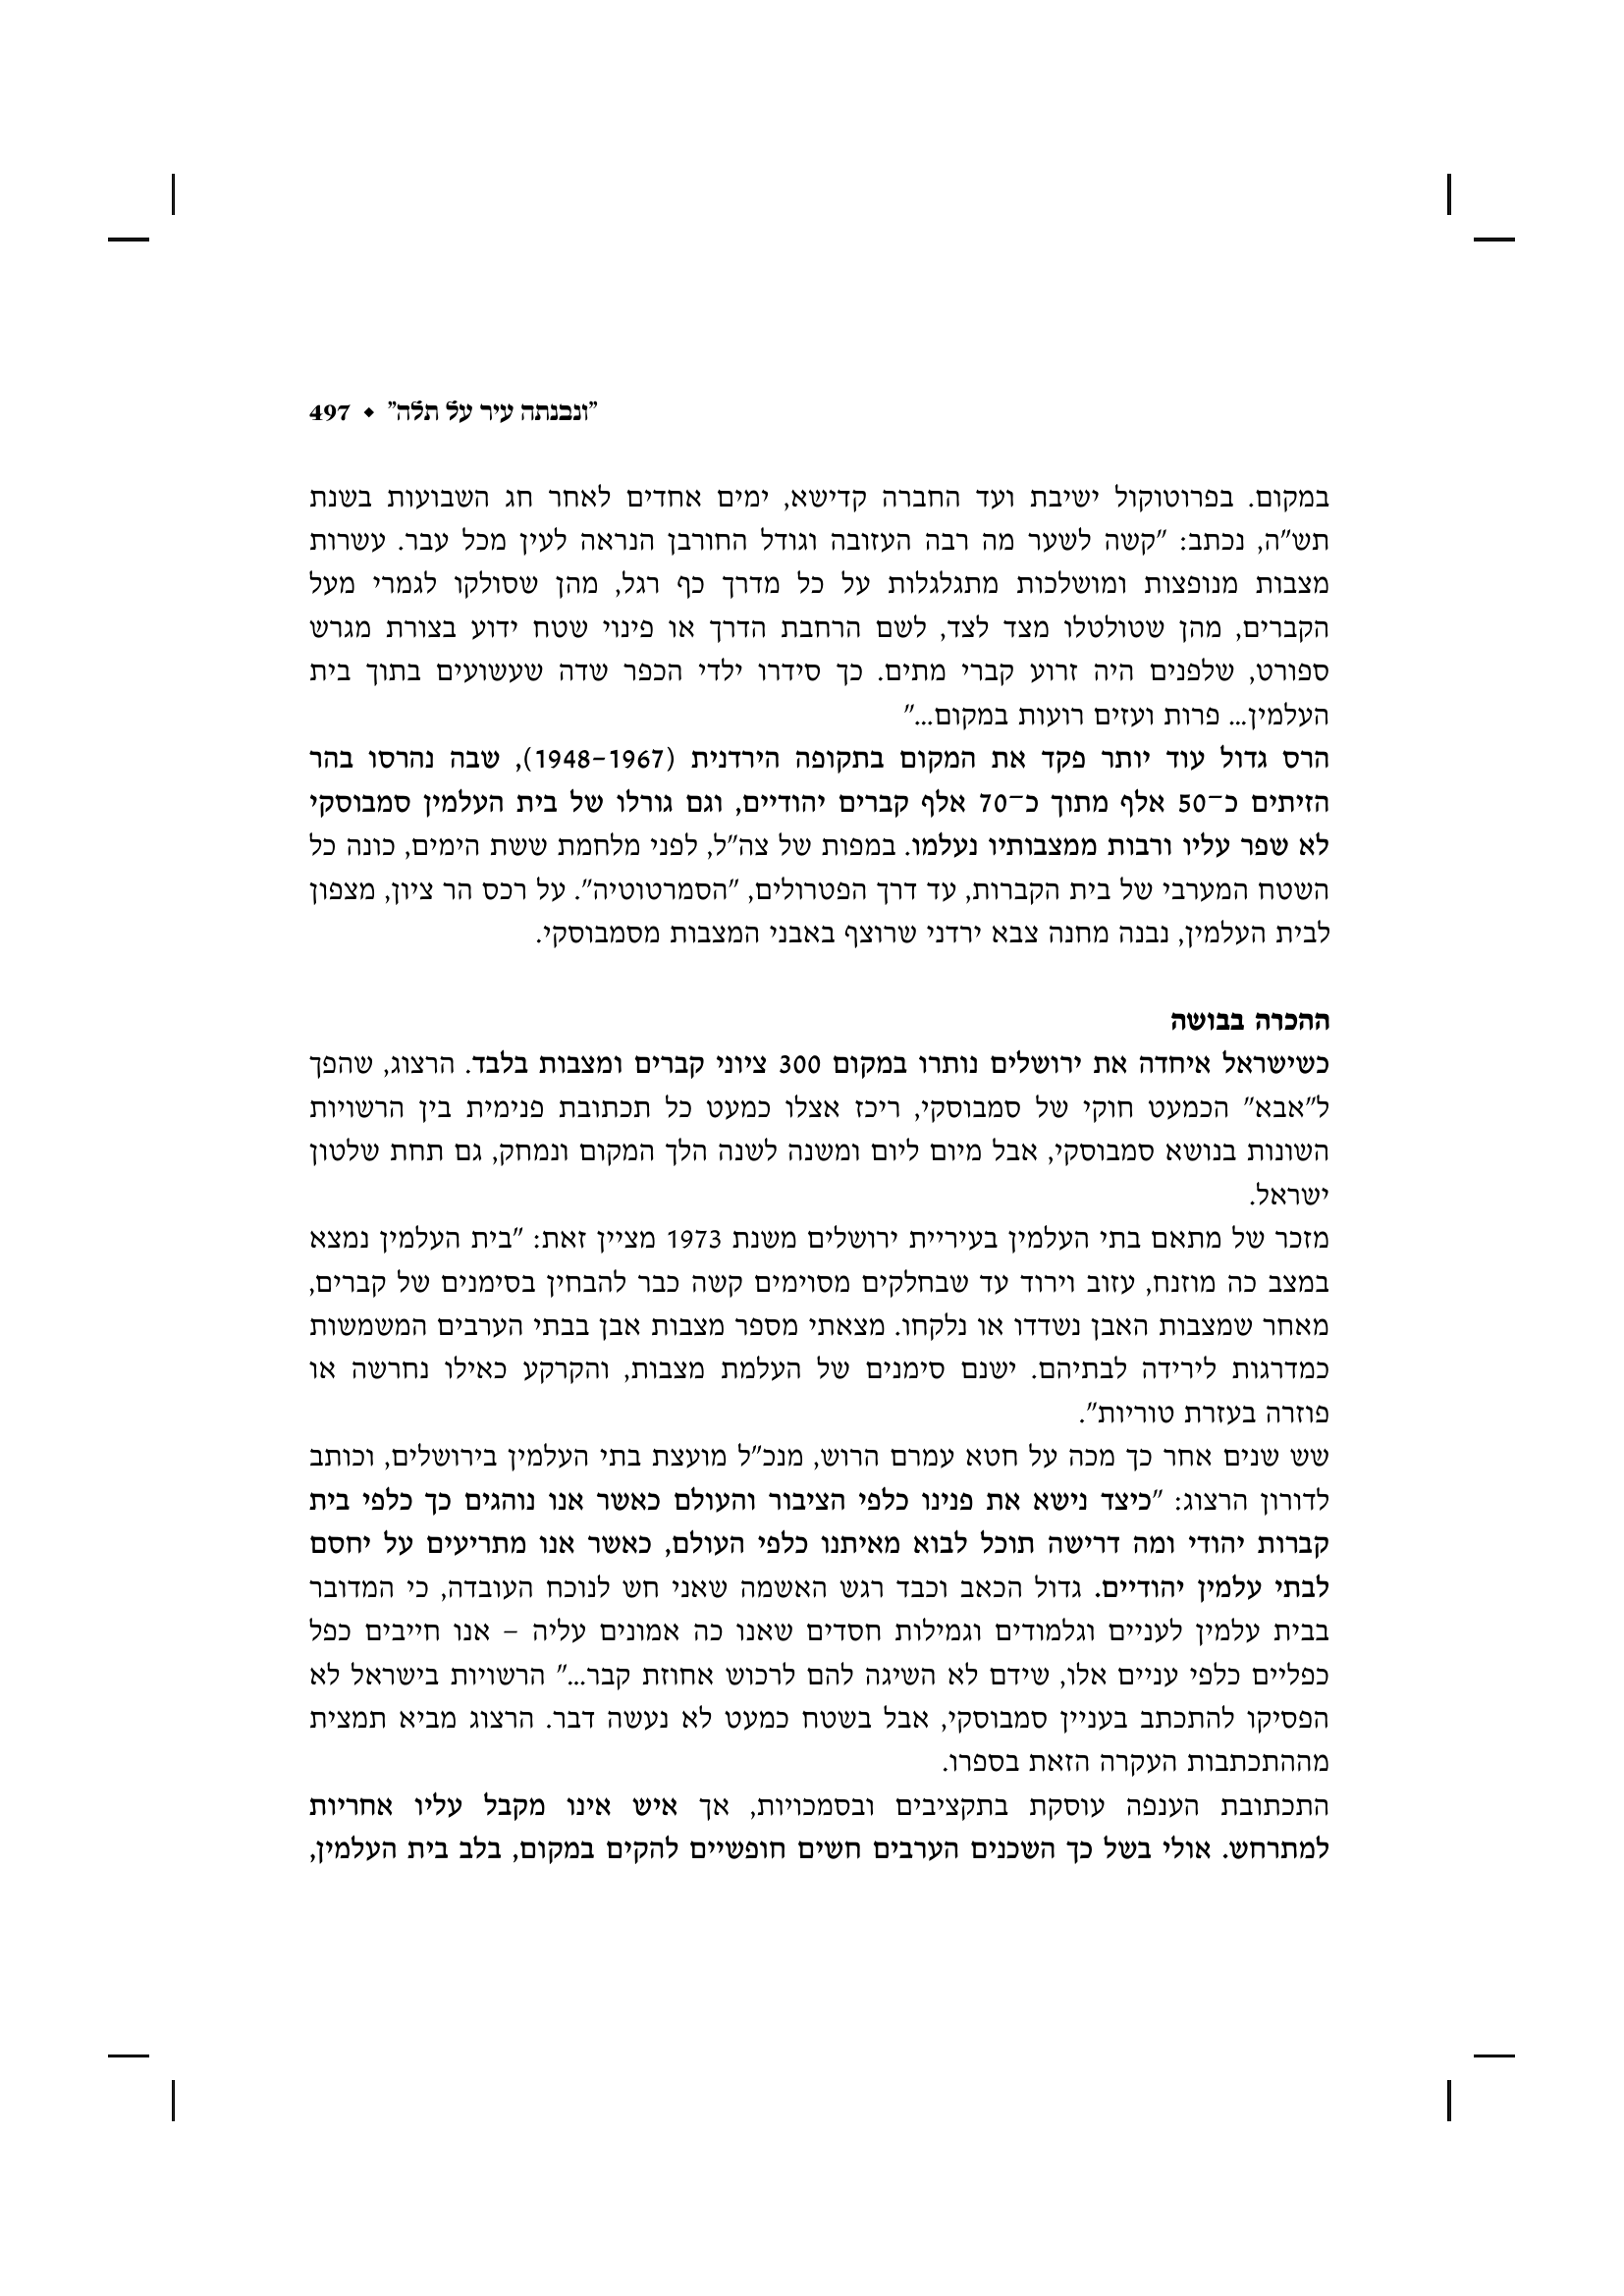 "ונבנתה עיר על תלה" ◆ 497
במקום. בפרוטוקול ישיבת ועד החברה קדישא, ימים אחדים לאחר חג השבועות בשנת
תש"ה, נכתב: "קשה לשער מה רבה העזובה וגודל החורבן הנראה לעין מכל עבר. עשרות
מצבות מנופצות ומושלכות מתגלגלות על כל מדרך כף רגל, מהן שסולקו לגמרי מעל
הקברים, מהן שטולטלו מצד לצד, לשם הרחבת הדרך או פינוי שטח ידוע בצורת מגרש
ספורט, שלפנים היה זרוע קברי מתים. כך סידרו ילדי הכפר שדה שעשועים בתוך בית
העלמין... פרות ועזים רועות במקום..."
הרס גדול עוד יותר פקד את המקום בתקופה הירדנית (1948–1967), שבה נהרסו בהר
הזיתים כ־50 אלף מתוך כ־70 אלף קברים יהודיים, וגם גורלו של בית העלמין סמבוסקי
לא שפר עליו ורבות ממצבותיו נעלמו. במפות של צה"ל, לפני מלחמת ששת הימים, כונה כל
השטח המערבי של בית הקברות, עד דרך הפטרולים, "הסמרטוטיה". על רכס הר ציון, מצפון
לבית העלמין, נבנה מחנה צבא ירדני שרוצף באבני המצבות מסמבוסקי.
ההכרה בבושה
כשישראל איחדה את ירושלים נותרו במקום 300 ציוני קברים ומצבות בלבד. הרצוג, שהפך
ל"אבא" הכמעט חוקי של סמבוסקי, ריכז אצלו כמעט כל תכתובת פנימית בין הרשויות
השונות בנושא סמבוסקי, אבל מיום ליום ומשנה לשנה הלך המקום ונמחק, גם תחת שלטון
ישראל.
מזכר של מתאם בתי העלמין בעיריית ירושלים משנת 1973 מציין זאת: "בית העלמין נמצא
במצב כה מוזנח, עזוב וירוד עד שבחלקים מסוימים קשה כבר להבחין בסימנים של קברים,
מאחר שמצבות האבן נשדדו או נלקחו. מצאתי מספר מצבות אבן בבתי הערבים המשמשות
כמדרגות לירידה לבתיהם. ישנם סימנים של העלמת מצבות, והקרקע כאילו נחרשה או
פוזרה בעזרת טוריות".
שש שנים אחר כך מכה על חטא עמרם הרוש, מנכ"ל מועצת בתי העלמין בירושלים, וכותב
לדורון הרצוג: "כיצד נישא את פנינו כלפי הציבור והעולם כאשר אנו נוהגים כך כלפי בית
קברות יהודי ומה דרישה תוכל לבוא מאיתנו כלפי העולם, כאשר אנו מתריעים על יחסם
לבתי עלמין יהודיים. גדול הכאב וכבד רגש האשמה שאני חש לנוכח העובדה, כי המדובר
בבית עלמין לעניים וגלמודים וגמילות חסדים שאנו כה אמונים עליה – אנו חייבים כפל
כפליים כלפי עניים אלו, שידם לא השיגה להם לרכוש אחוזת קבר..." הרשויות בישראל לא
הפסיקו להתכתב בעניין סמבוסקי, אבל בשטח כמעט לא נעשה דבר. הרצוג מביא תמצית
מההתכתבות העקרה הזאת בספרו.
התכתובת הענפה עוסקת בתקציבים ובסמכויות, אך איש אינו מקבל עליו אחריות
למתרחש. אולי בשל כך השכנים הערבים חשים חופשיים להקים במקום, בלב בית העלמין,